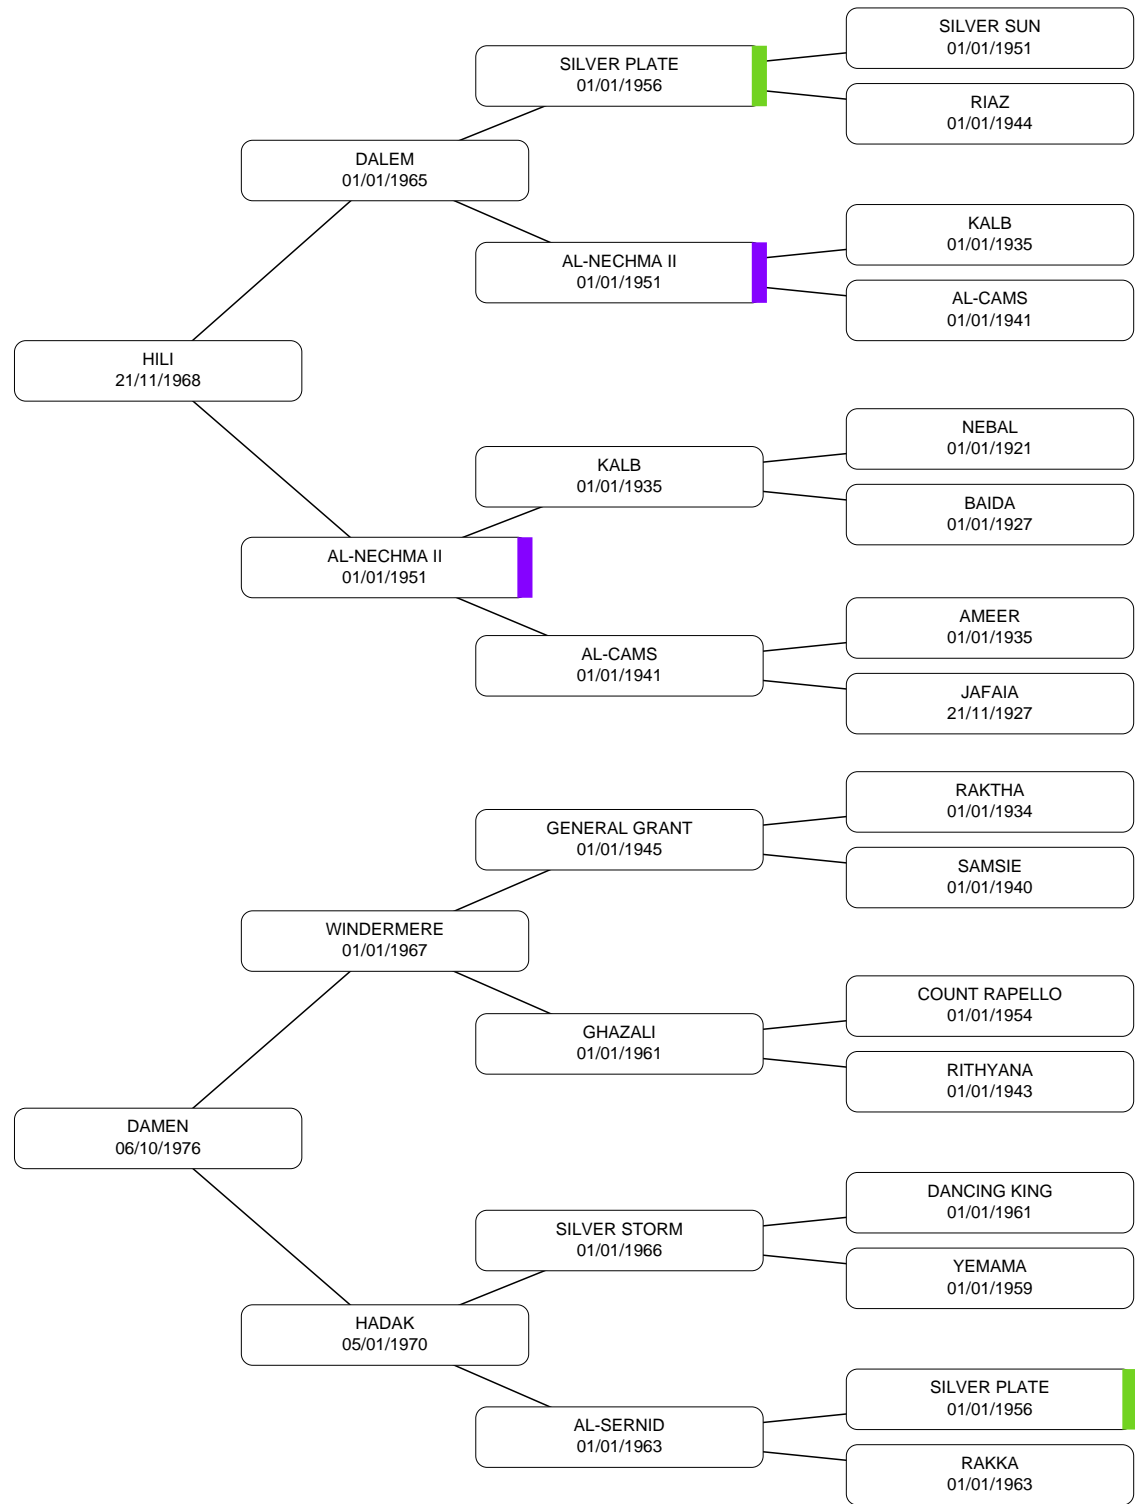 SILVER SUN
01/01/1951
SILVER PLATE
01/01/1956
RIAZ
01/01/1944
DALEM
01/01/1965
KALB
01/01/1935
AL-NECHMA II
01/01/1951
AL-CAMS
01/01/1941
HILI
21/11/1968
NEBAL
01/01/1921
KALB
01/01/1935
BAIDA
01/01/1927
AL-NECHMA II
01/01/1951
AMEER
01/01/1935
AL-CAMS
01/01/1941
JAFAIA
21/11/1927
RAKTHA
01/01/1934
GENERAL GRANT
01/01/1945
SAMSIE
01/01/1940
WINDERMERE
01/01/1967
COUNT RAPELLO
01/01/1954
GHAZALI
01/01/1961
RITHYANA
01/01/1943
DAMEN
06/10/1976
DANCING KING
01/01/1961
SILVER STORM
01/01/1966
YEMAMA
01/01/1959
HADAK
05/01/1970
SILVER PLATE
01/01/1956
AL-SERNID
01/01/1963
RAKKA
01/01/1963